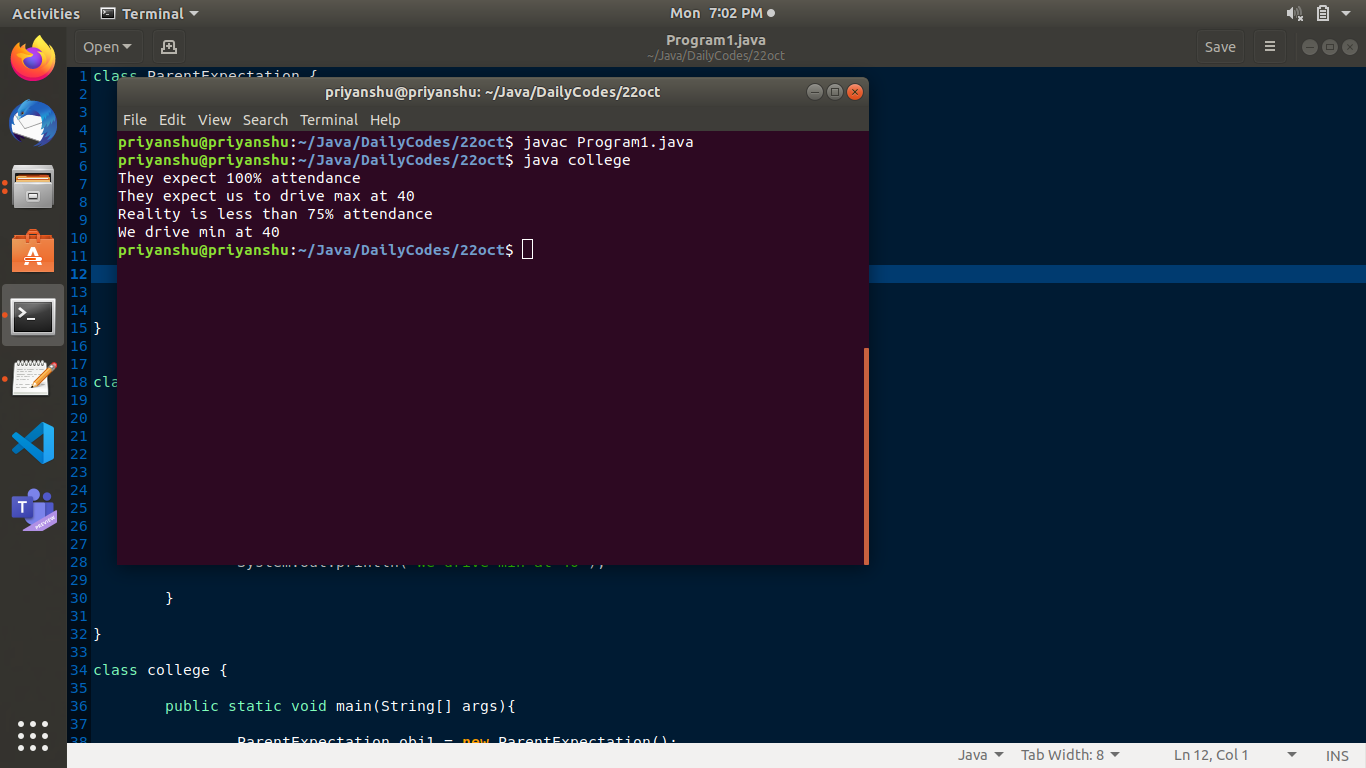 Activities Terminal Mon 7:02 PM
Open Program1.java Save
~/Java/DailyCodes/22oct
1 class ParentExpectation {
priyanshu@priyanshu: ~/Java/DailyCodes/22oct
File Edit View Search Terminal Help
priyanshu@priyanshu:~/Java/DailyCodes/22oct$ javac Program1.java
priyanshu@priyanshu:~/Java/DailyCodes/22oct$ java college
They expect 100% attendance
They expect us to drive max at 40
Reality is less than 75% attendance
We drive min at 40
priyanshu@priyanshu:~/Java/DailyCodes/22oct$
2
3
4
5
6
7
8
9
10
11
12
13
14
15 }
16
17
18 cla
19
20
21
22
23
24
25
26
27
28 System.out.println("We drive min at 40");
29
30 }
31
32 }
33
34 class college {
35
36 public static void main(String[] args){
37
38 ParentExpectation obj1 = new ParentExpectation();
Java Tab Width: 8 Ln 12, Col 1 INS
T
PREVIEW